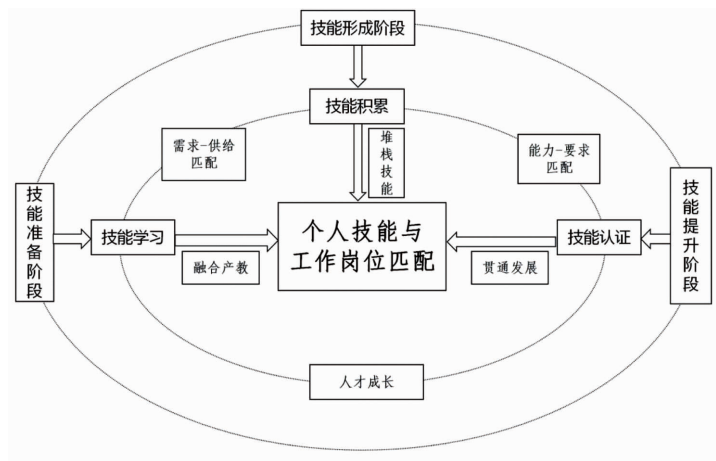 技能形成阶段
技能积累
需求-供给
匹配
堆栈技能
能力-要求
匹配
技能准备阶段
技能学习
个人技能与
工作岗位匹配
技能认证
技能提升阶段
融合产教
贯通发展
人才成长